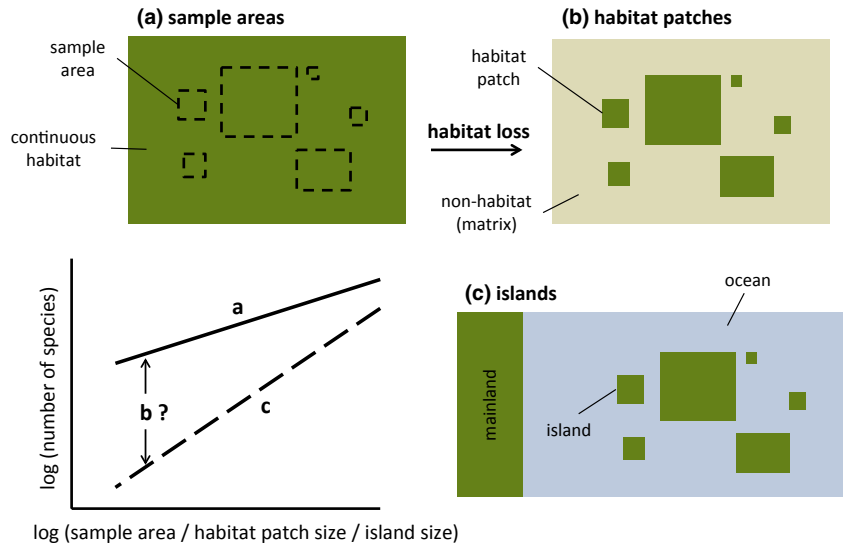 (a) sample areas
sample
area
continuous
habitat
habitat loss
(b) habitat patches
habitat
patch
non-habitat
(matrix)
log (number of species)
a
b ?
c
log (sample area / habitat patch size / island size)
(c) islands
ocean
mainland
island